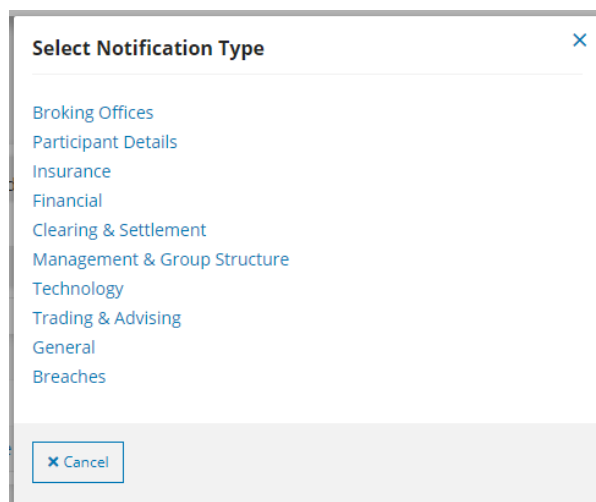 Select Notification Type
Broking Offices
Participant Details
Insurance
Financial
Clearing & Settlement
Management & Group Structure
Technology
Trading & Advising
General
Breaches
Cancel